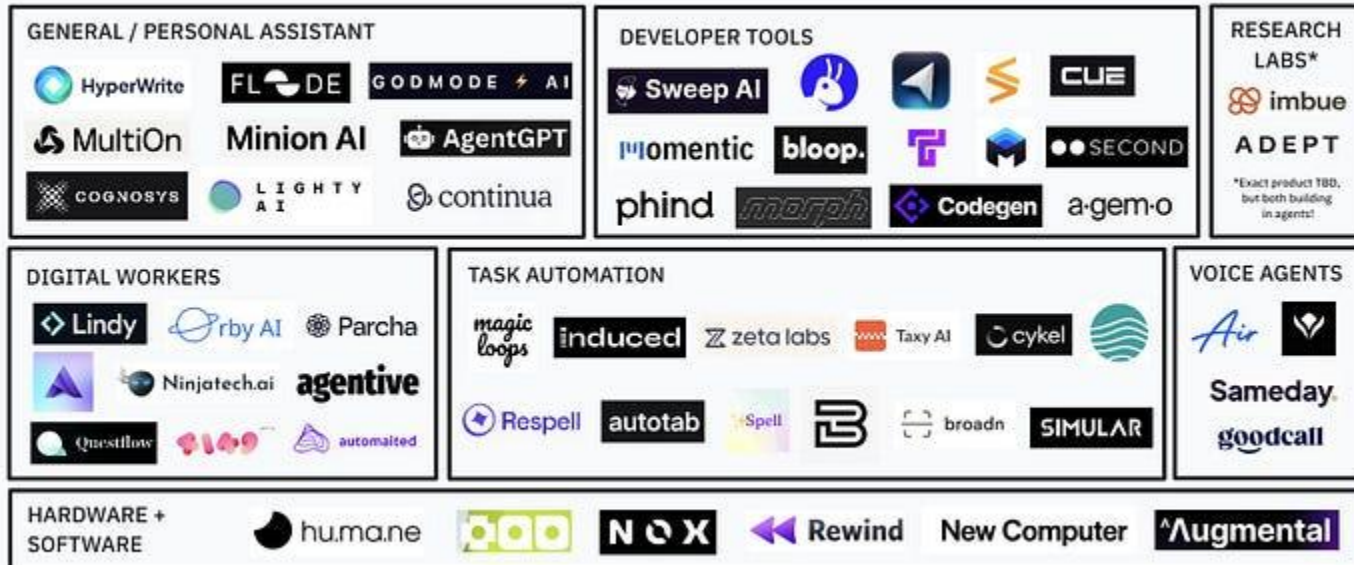 GENERAL / PERSONAL ASSISTANT
HyperWrite
FL DE
GODMODE ⚡ AI
MultiOn
Minion AI
AgentGPT
COGNOSYS
LIGHTY
AI
continua
DEVELOPER TOOLS
Sweep AI
CUE
momentic
bloop.
SECOND
phind
morph
Codegen
a·gem·o
RESEARCH
LABS*
imbue
ADEPT
*Exact product TBD,
but both building
in agents!
DIGITAL WORKERS
Lindy
Orby AI
Parcha
Ninjatech.ai
agentive
Questflow
automaited
TASK AUTOMATION
magic
loops
induced
zeta labs
Taxy AI
cykel
Respell
autotab
Spell
broadn
SIMULAR
VOICE AGENTS
Air
Sameday.
goodcall
HARDWARE +
SOFTWARE
hu.ma.ne
NOX
Rewind
New Computer
^Augmental